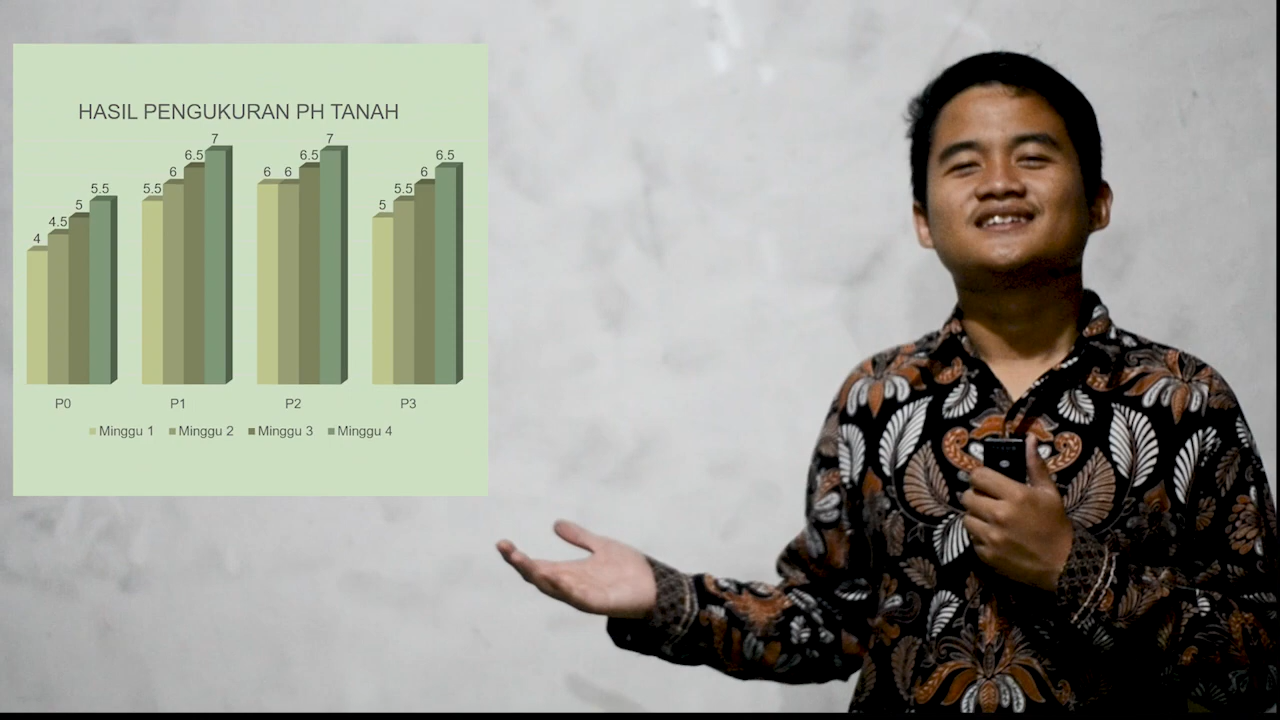 HASIL PENGUKURAN PH TANAH
4 4.5 5 5.5
5.5 6 6.5 7
6 6 6.5 7
5 5.5 6 6.5
P0 P1 P2 P3
Minggu 1 Minggu 2 Minggu 3 Minggu 4